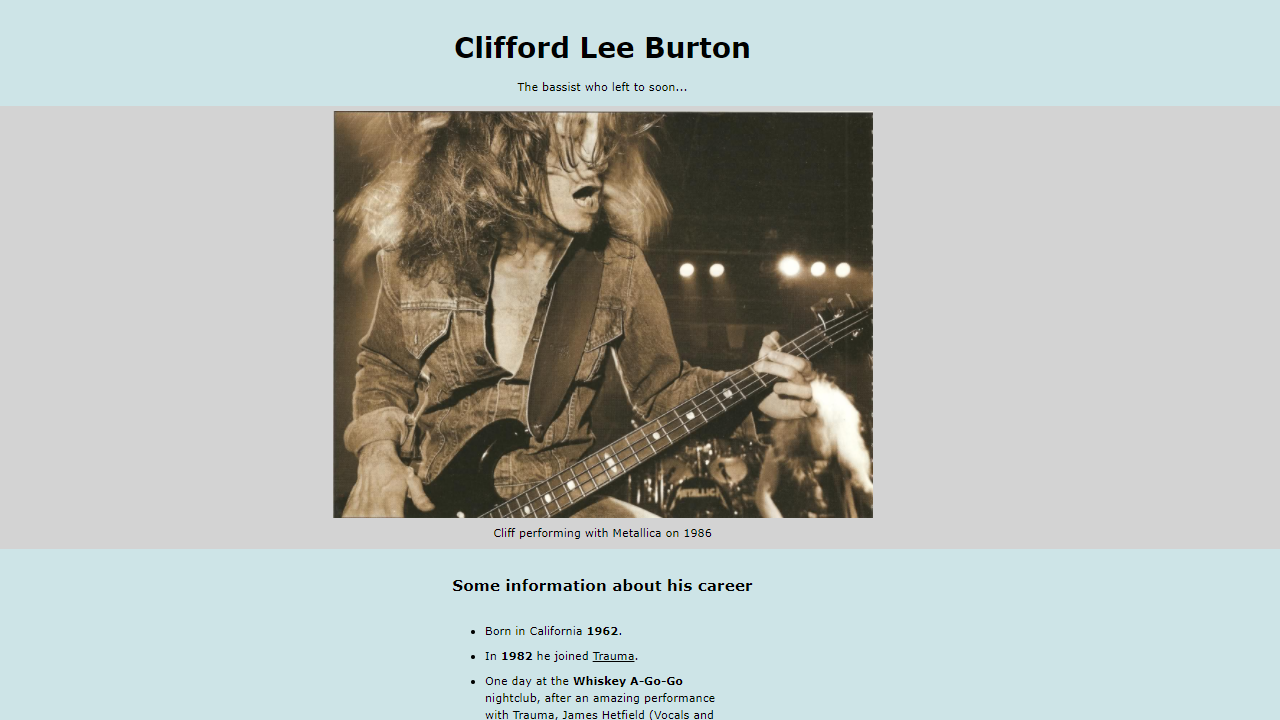 Clifford Lee Burton
The bassist who left to soon...
METALLICA
Cliff performing with Metallica on 1986
Some information about his career
• Born in California 1962.
• In 1982 he joined Trauma.
• One day at the Whiskey A-Go-Go
nightclub, after an amazing performance
with Trauma, James Hetfield (Vocals and